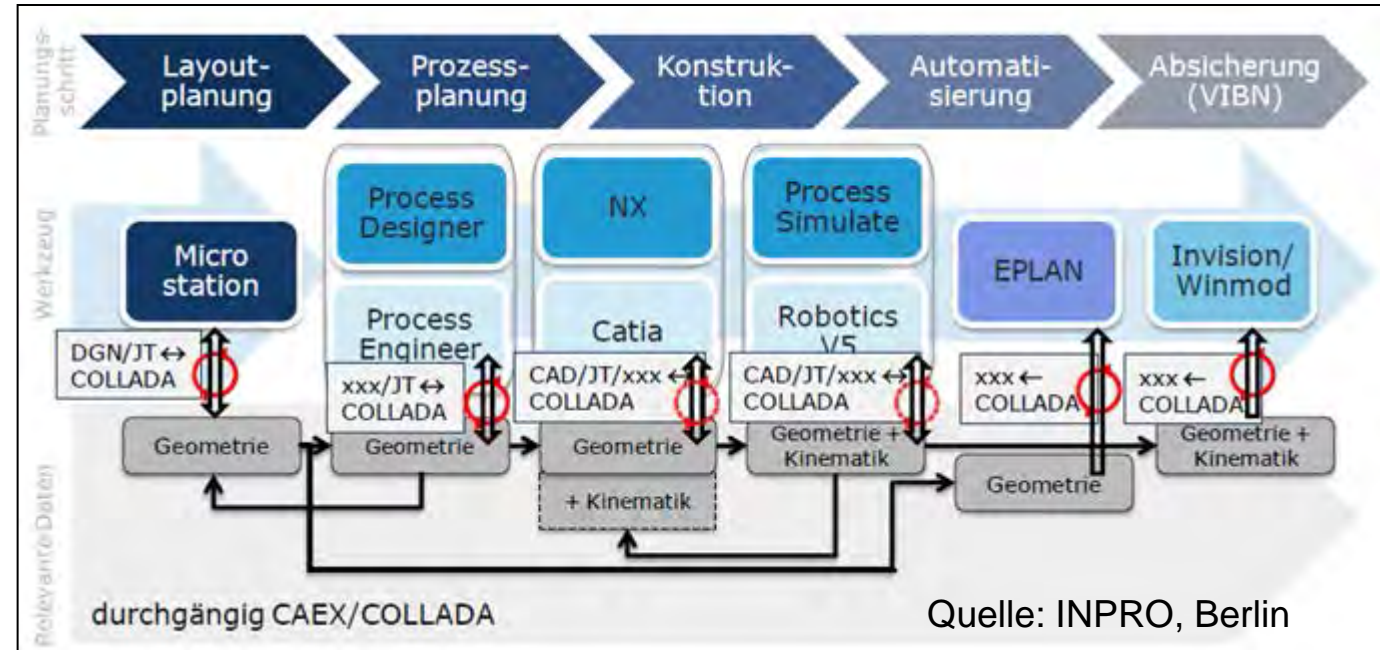 Planungs-
schritt
Layout-
planung
Prozess-
planung
Konstruk-
tion
Automati-
sierung
Absicherung
(VIBN)
Werkzeug
Micro
station
Process
Designer
Process
Engineer
NX
Catia
Process
Simulate
Robotics
V5
EPLAN
Invision/
Winmod
DGN/JT ↔
COLLADA
xxx/JT ↔
COLLADA
CAD/JT/xxx ↔
COLLADA
CAD/JT/xxx ↔
COLLADA
xxx ←
COLLADA
xxx ←
COLLADA
Relevante Daten
Geometrie
Geometrie
Geometrie
+ Kinematik
Geometrie +
Kinematik
Geometrie
Geometrie +
Kinematik
durchgängig CAEX/COLLADA
Quelle: INPRO, Berlin